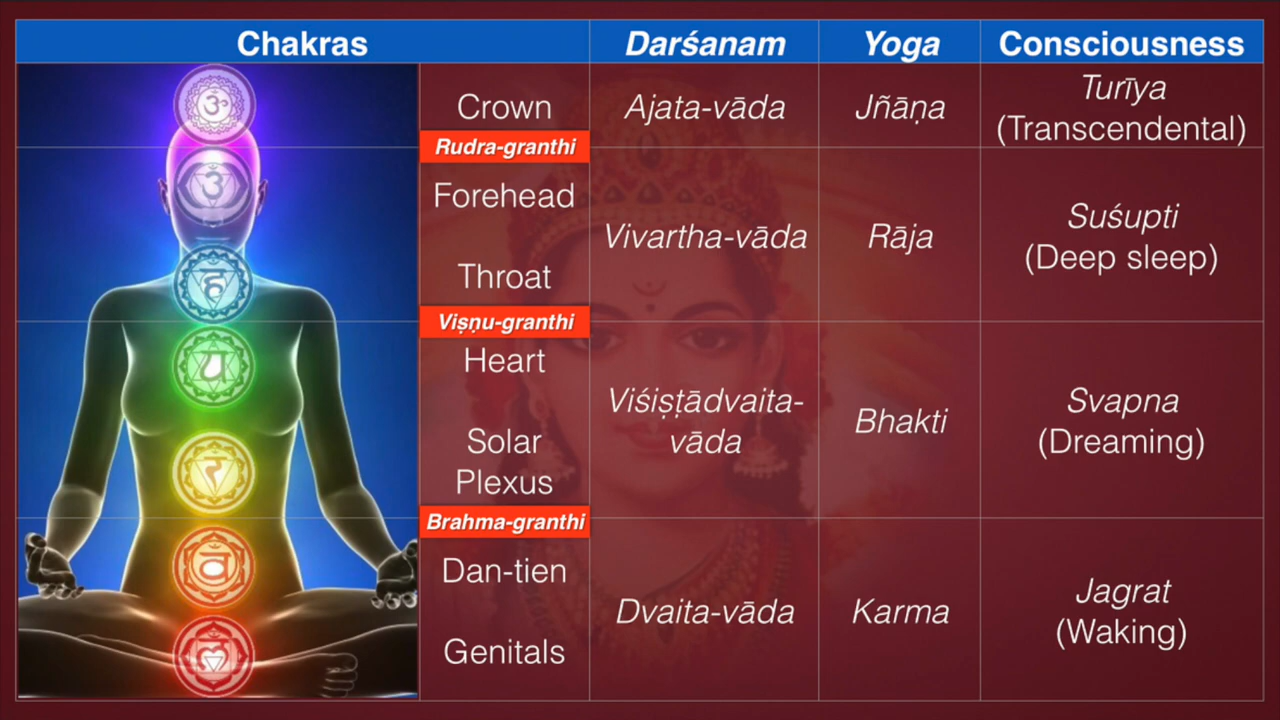 Chakras
Darśanam
Yoga
Consciousness
ॐ
Crown
Ajata-vāda
Jñāṇa
Turīya
(Transcendental)
Rudra-granthi
ॐ
Forehead
Throat
Vivartha-vāda
Rāja
Suśupti
(Deep sleep)
हं
Viṣṇu-granthi
यं
Heart
Solar
Plexus
Viśiṣṭādvaita-
vāda
Bhakti
Svapna
(Dreaming)
रं
Brahma-granthi
वं
Dan-tien
Genitals
Dvaita-vāda
Karma
Jagrat
(Waking)
लं